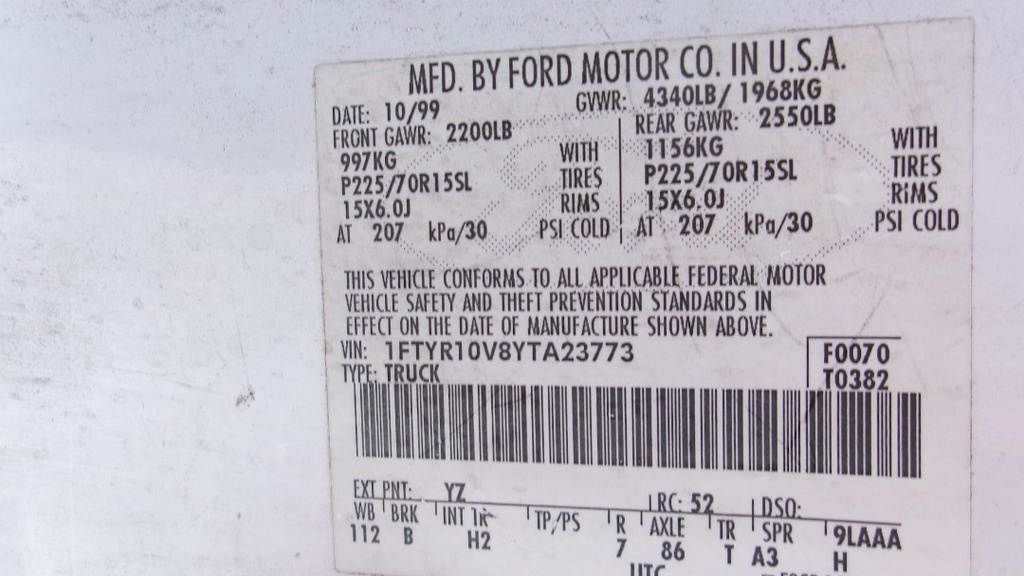 MFD. BY FORD MOTOR CO. IN U.S.A.
DATE: 10/99 GVWR: 4340LB/ 1968KG
FRONT GAWR: 2200LB REAR GAWR: 2550LB
997KG WITH 1156KG WITH
P225/70R15SL TIRES P225/70R15SL TIRES
15X6.0J RIMS 15X6.0J RIMS
AT 207 kPa/30 PSI COLD AT 207 kPa/30 PSI COLD
THIS VEHICLE CONFORMS TO ALL APPLICABLE FEDERAL MOTOR
VEHICLE SAFETY AND THEFT PREVENTION STANDARDS IN
EFFECT ON THE DATE OF MANUFACTURE SHOWN ABOVE.
VIN: 1FTYR10V8YTA23773 F0070
TYPE: TRUCK T0382
EXT PNT: YZ RC: 52 DSO:
WB BRK INT TR TP/PS R AXLE TR SPR 9LAAA
112 B H2 7 86 T A3 H
UTC